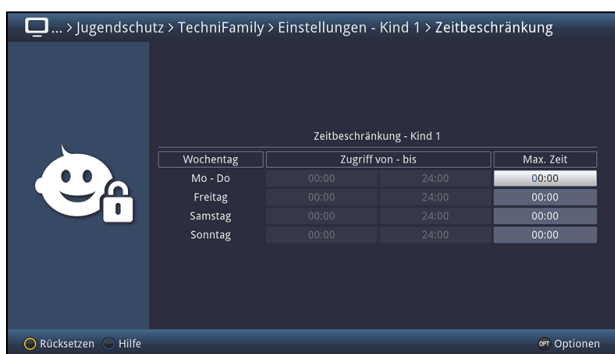 ... > Jugendschutz > TechniFamily > Einstellungen - Kind 1 > Zeitbeschränkung
Zeitbeschränkung - Kind 1
Wochentag Zugriff von - bis Max. Zeit
Mo - Do 00:00 24:00 00:00
Freitag 00:00 24:00 00:00
Samstag 00:00 24:00 00:00
Sonntag 00:00 24:00 00:00
Rücksetzen Hilfe OPT Optionen